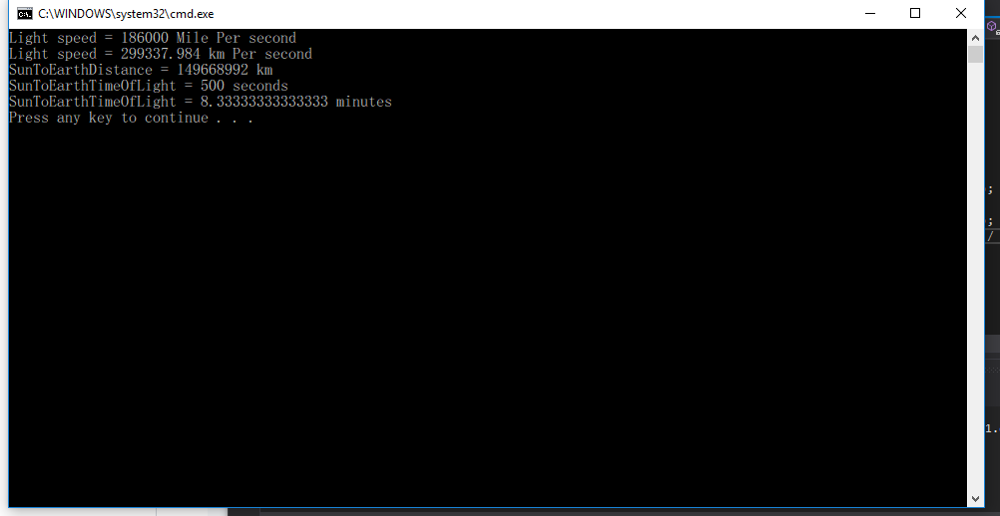 C:\WINDOWS\system32\cmd.exe
Light speed = 186000 Mile Per second
Light speed = 299337.984 km Per second
SunToEarthDistance = 149668992 km
SunToEarthTimeOfLight = 500 seconds
SunToEarthTimeOfLight = 8.33333333333333 minutes
Press any key to continue . . .
;
;
/
1.